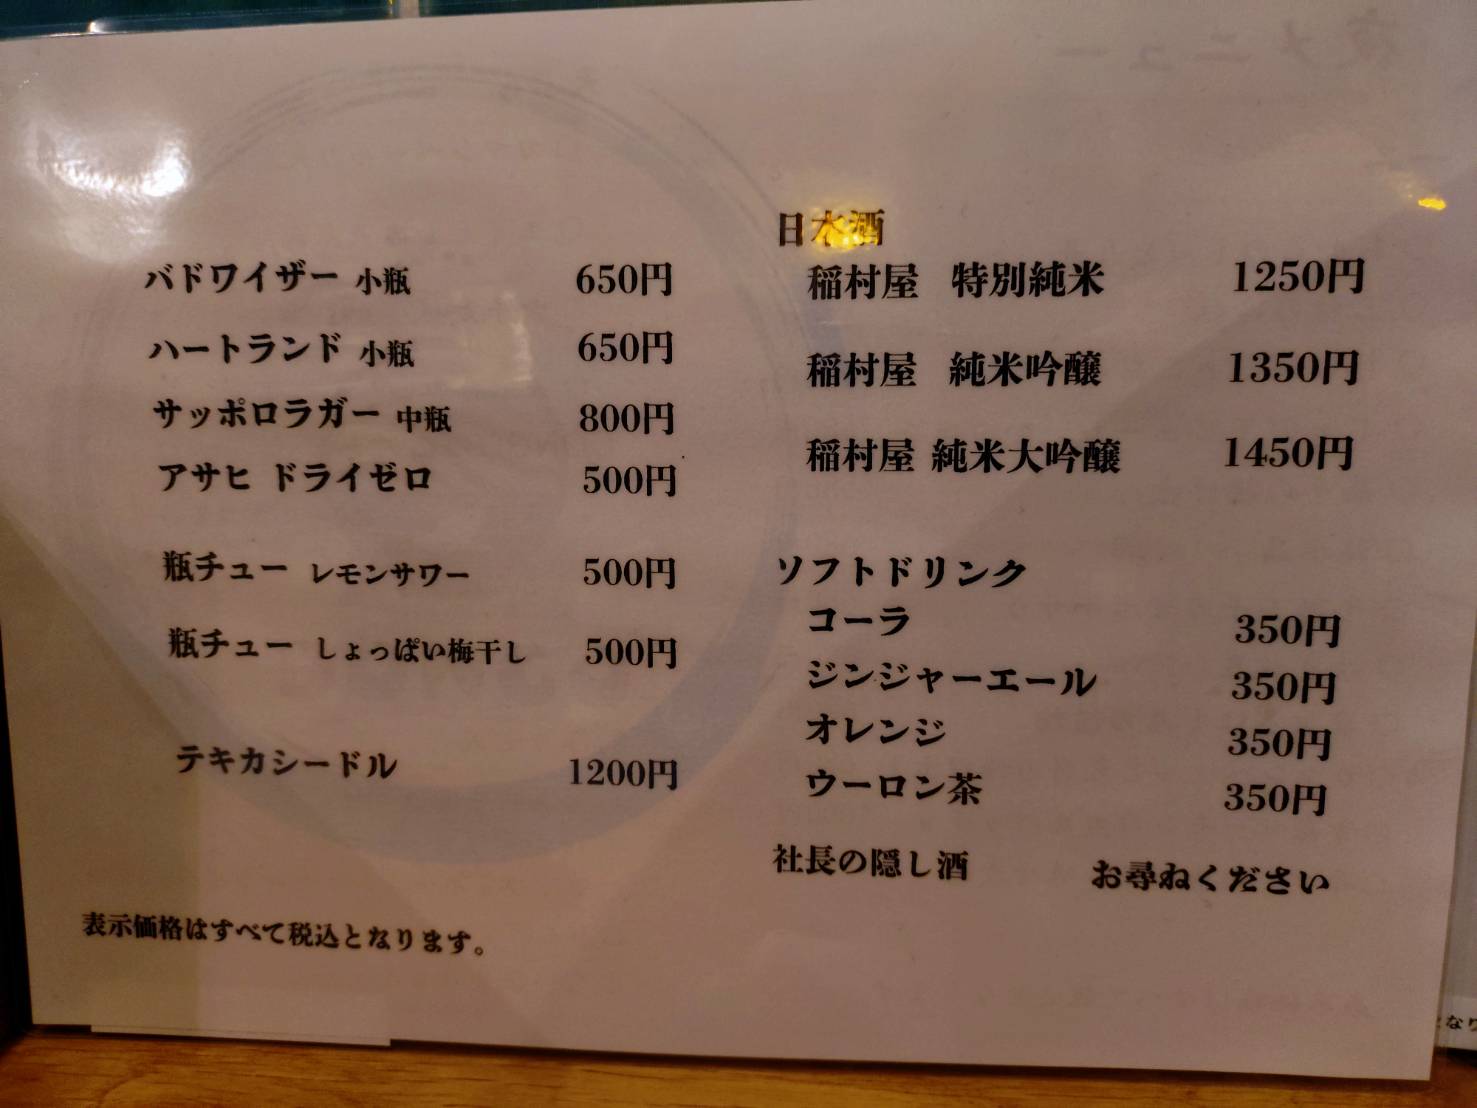 バドワイザー 小瓶 650円
ハートランド 小瓶 650円
サッポロラガー 中瓶 800円
アサヒ ドライゼロ 500円
瓶チュー レモンサワー 500円
瓶チュー しょっぱい梅干し 500円
テキカシードル 1200円
表示価格はすべて税込となります。
日本酒
稲村屋 特別純米 1250円
稲村屋 純米吟醸 1350円
稲村屋 純米大吟醸 1450円
ソフトドリンク
コーラ 350円
ジンジャーエール 350円
オレンジ 350円
ウーロン茶 350円
社長の隠し酒 お尋ねください